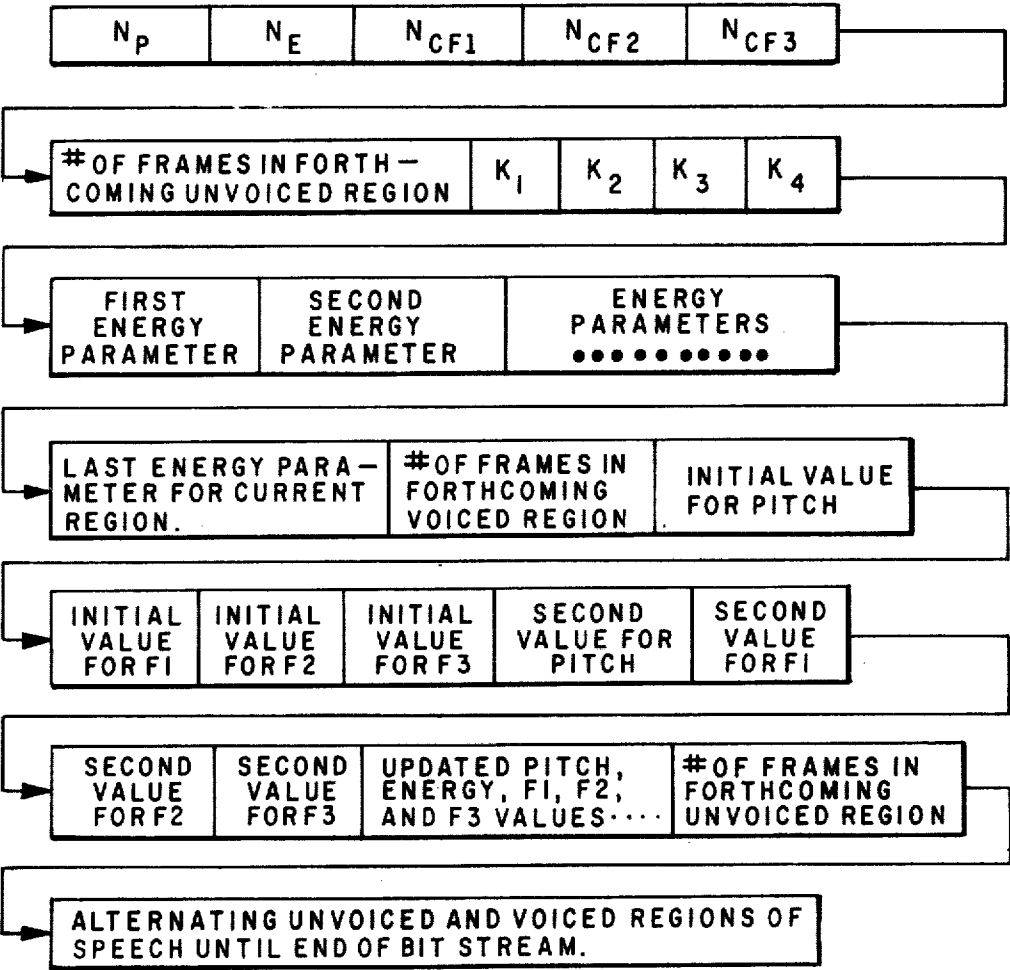 N_P N_E N_CF1 N_CF2 N_CF3
# OF FRAMES IN FORTH–
COMING UNVOICED REGION
K_1 K_2 K_3 K_4
FIRST
ENERGY
PARAMETER
SECOND
ENERGY
PARAMETER
ENERGY
PARAMETERS
••••••••••
LAST ENERGY PARA–
METER FOR CURRENT
REGION.
# OF FRAMES IN
FORTHCOMING
VOICED REGION
INITIAL VALUE
FOR PITCH
INITIAL
VALUE
FOR F1
INITIAL
VALUE
FOR F2
INITIAL
VALUE
FOR F3
SECOND
VALUE FOR
PITCH
SECOND
VALUE
FOR F1
SECOND
VALUE
FOR F2
SECOND
VALUE
FOR F3
UPDATED PITCH,
ENERGY, F1, F2,
AND F3 VALUES····
# OF FRAMES IN
FORTHCOMING
UNVOICED REGION
ALTERNATING UNVOICED AND VOICED REGIONS OF
SPEECH UNTIL END OF BIT STREAM.